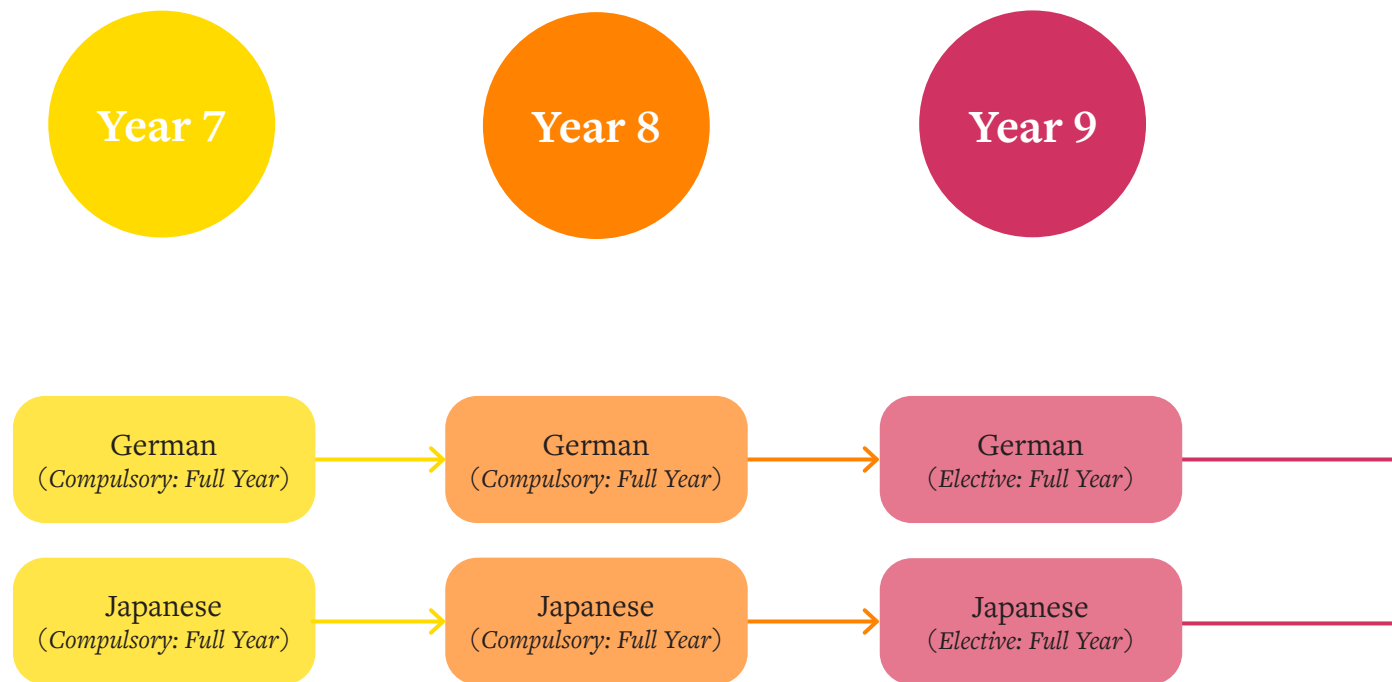 Year 7
Year 8
Year 9
German
(Compulsory: Full Year)
German
(Compulsory: Full Year)
German
(Elective: Full Year)
Japanese
(Compulsory: Full Year)
Japanese
(Compulsory: Full Year)
Japanese
(Elective: Full Year)